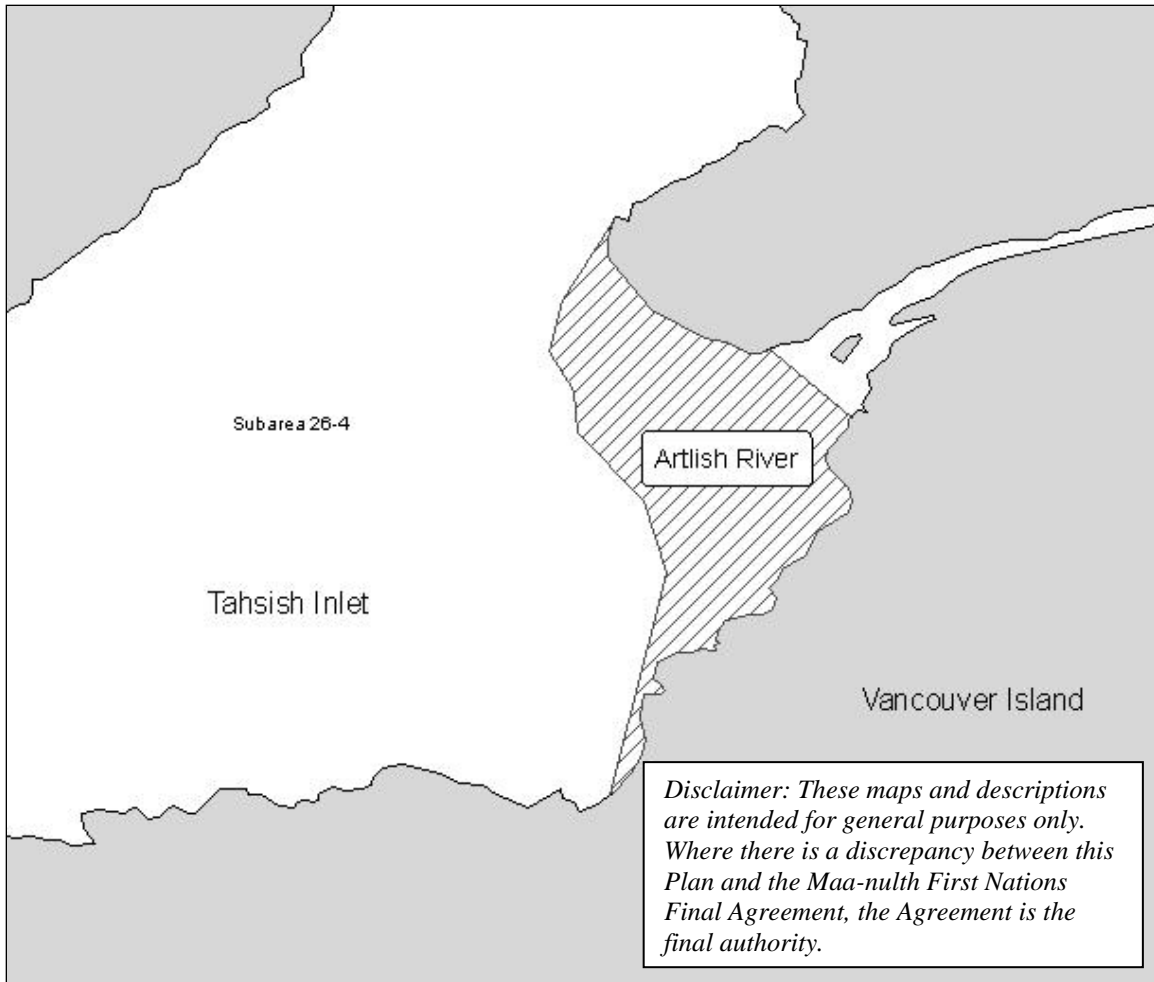 Subarea 26-4
Artlish River
Tahsish Inlet
Vancouver Island
Disclaimer: These maps and descriptions
are intended for general purposes only.
Where there is a discrepancy between this
Plan and the Maa-nulth First Nations
Final Agreement, the Agreement is the
final authority.